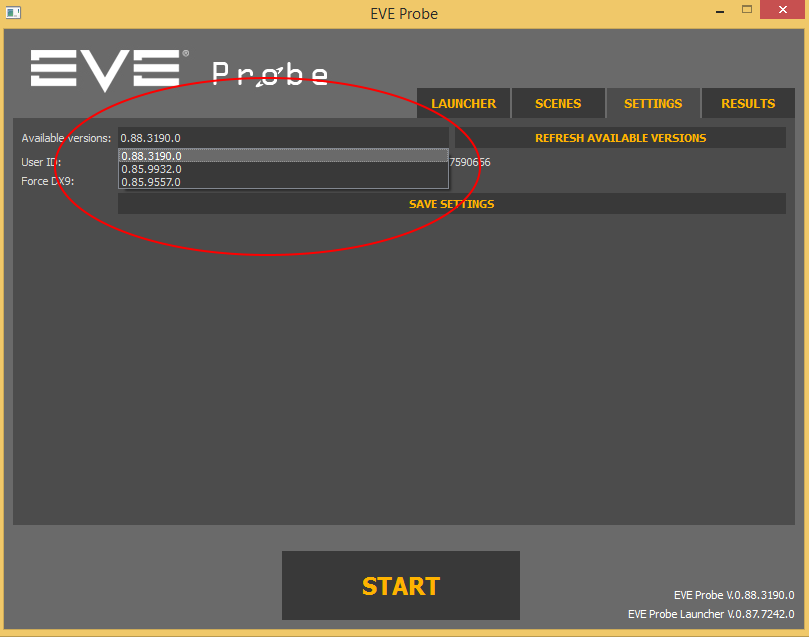 EVE Probe
EVE® Probe
LAUNCHER SCENES SETTINGS RESULTS
Available versions: 0.88.3190.0 REFRESH AVAILABLE VERSIONS
0.88.3190.0
User ID: 7590656
0.85.9932.0
Force DX9: 0.85.9557.0
SAVE SETTINGS
START
EVE Probe V.0.88.3190.0
EVE Probe Launcher V.0.87.7242.0